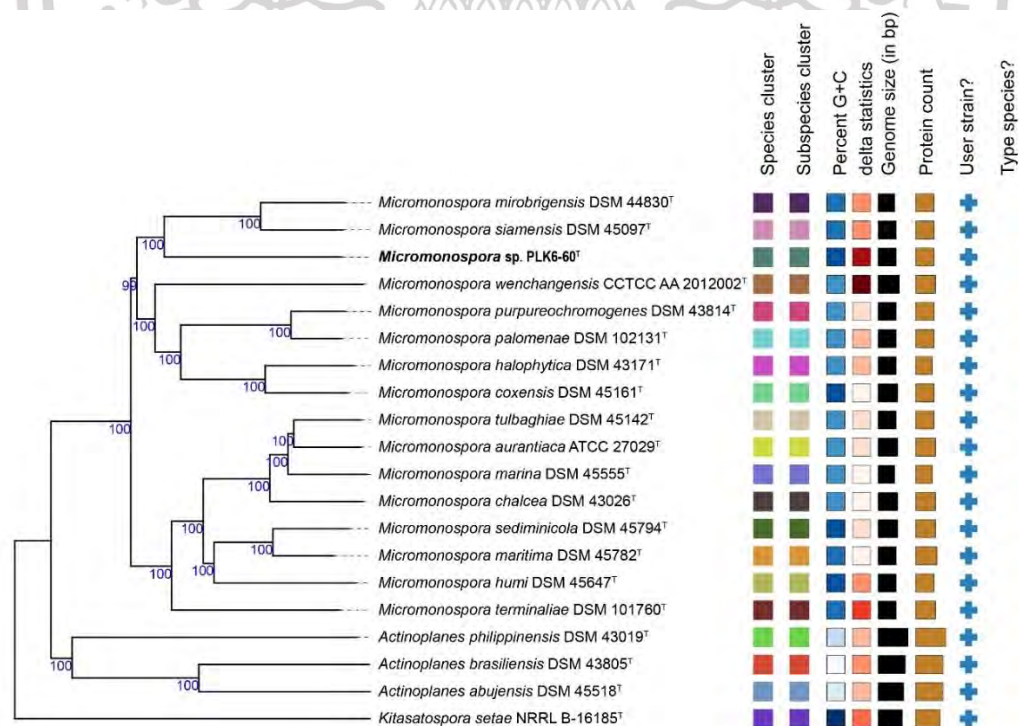 Species cluster
Subspecies cluster
Percent G+C
delta statistics
Genome size (in bp)
Protein count
User strain?
Type species?
Micromonospora mirobrigensis DSM 44830ᵀ
100
Micromonospora siamensis DSM 45097ᵀ
100
Micromonospora sp. PLK6-60ᵀ
99
Micromonospora wenchangensis CCTCC AA 2012002ᵀ
Micromonospora purpureochromogenes DSM 43814ᵀ
100
100
Micromonospora palomenae DSM 102131ᵀ
100
Micromonospora halophytica DSM 43171ᵀ
100
Micromonospora coxensis DSM 45161ᵀ
Micromonospora tulbaghiae DSM 45142ᵀ
100
100
Micromonospora aurantiaca ATCC 27029ᵀ
100
Micromonospora marina DSM 45555ᵀ
100
Micromonospora chalcea DSM 43026ᵀ
Micromonospora sediminicola DSM 45794ᵀ
100
100
Micromonospora maritima DSM 45782ᵀ
100
100
Micromonospora humi DSM 45647ᵀ
Micromonospora terminaliae DSM 101760ᵀ
Actinoplanes philippinensis DSM 43019ᵀ
100
Actinoplanes brasiliensis DSM 43805ᵀ
100
Actinoplanes abujensis DSM 45518ᵀ
Kitasatospora setae NRRL B-16185ᵀ